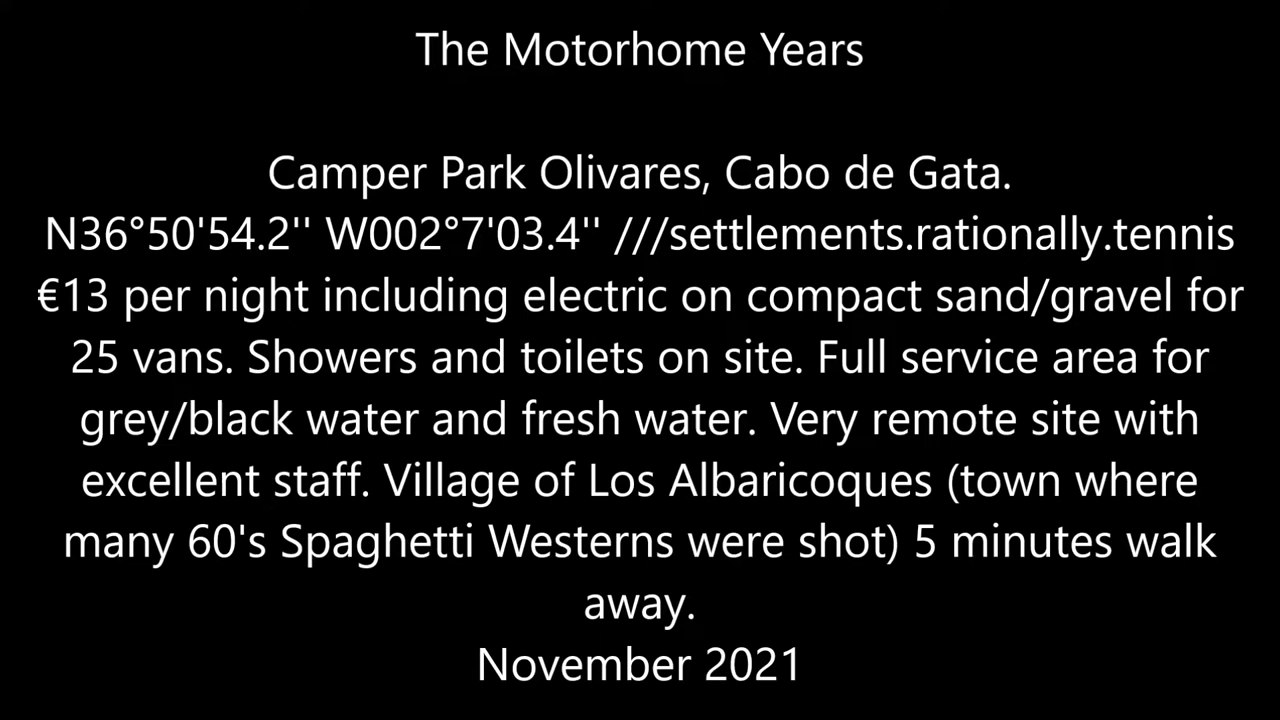 The Motorhome Years
Camper Park Olivares, Cabo de Gata.
N36°50'54.2'' W002°7'03.4'' ///settlements.rationally.tennis
€13 per night including electric on compact sand/gravel for
25 vans. Showers and toilets on site. Full service area for
grey/black water and fresh water. Very remote site with
excellent staff. Village of Los Albaricoques (town where
many 60's Spaghetti Westerns were shot) 5 minutes walk
away.
November 2021